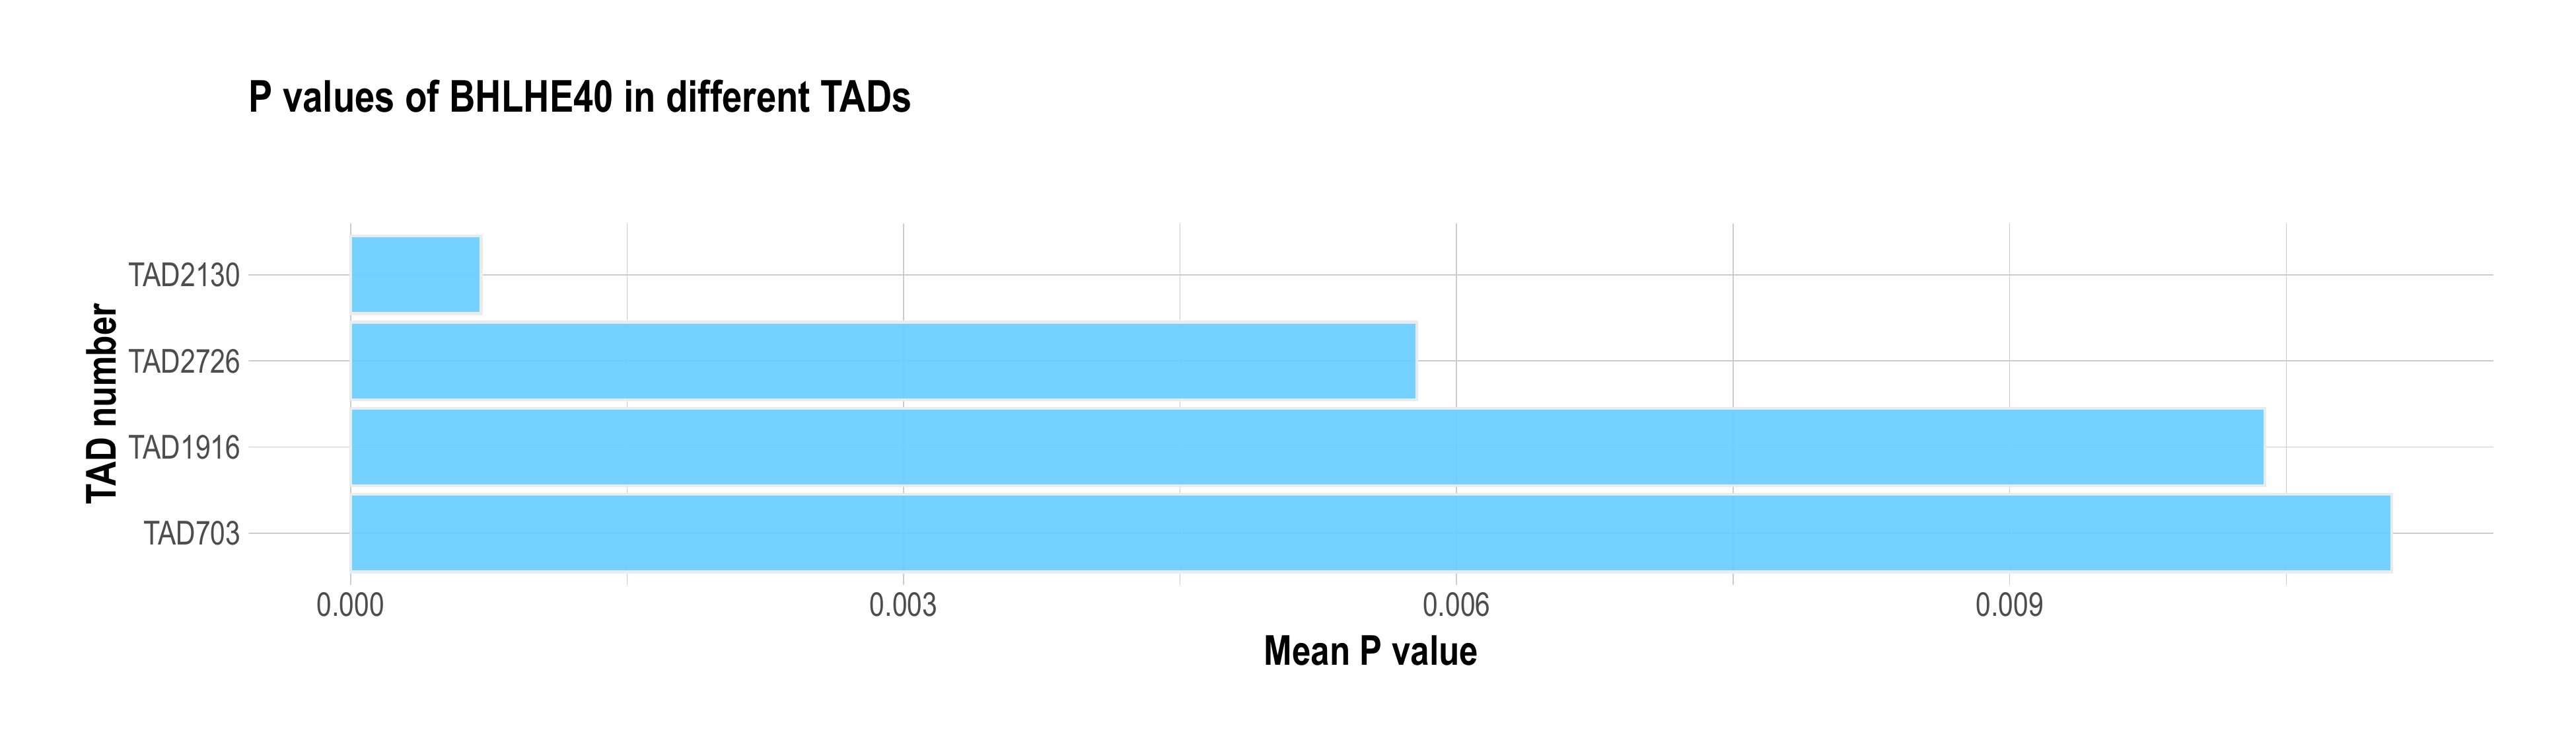 P values of BHLHE40 in different TADs
TAD number
TAD2130
TAD2726
TAD1916
TAD703
0.000 0.003 0.006 0.009
Mean P value